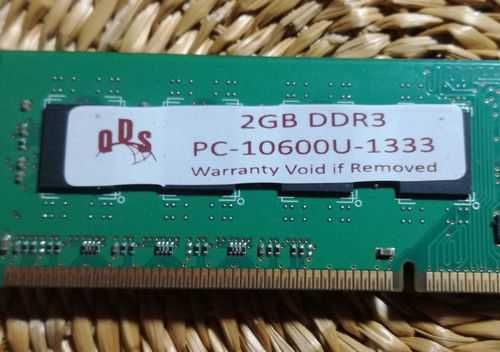 QDS
2GB DDR3
PC-10600U-1333
Warranty Void if Removed